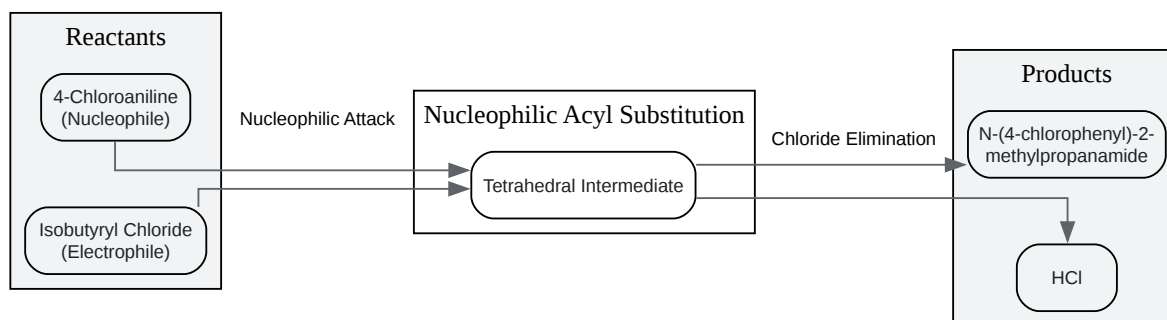 Reactants
4-Chloroaniline
(Nucleophile)
Isobutyryl Chloride
(Electrophile)
Nucleophilic Attack
Nucleophilic Acyl Substitution
Tetrahedral Intermediate
Chloride Elimination
Products
N-(4-chlorophenyl)-2-
methylpropanamide
HCl